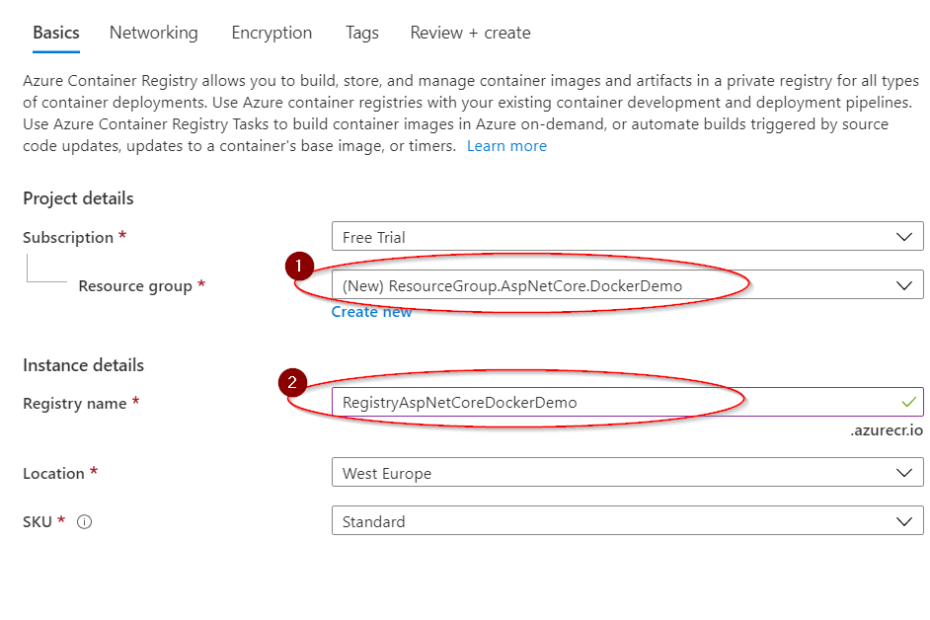 Basics Networking Encryption Tags Review + create
Azure Container Registry allows you to build, store, and manage container images and artifacts in a private registry for all types
of container deployments. Use Azure container registries with your existing container development and deployment pipelines.
Use Azure Container Registry Tasks to build container images in Azure on-demand, or automate builds triggered by source
code updates, updates to a container's base image, or timers. Learn more
Project details
Subscription * Free Trial
1
Resource group * (New) ResourceGroup.AspNetCore.DockerDemo
Create new
Instance details
2
Registry name * RegistryAspNetCoreDockerDemo
.azurecr.io
Location * West Europe
SKU * Standard